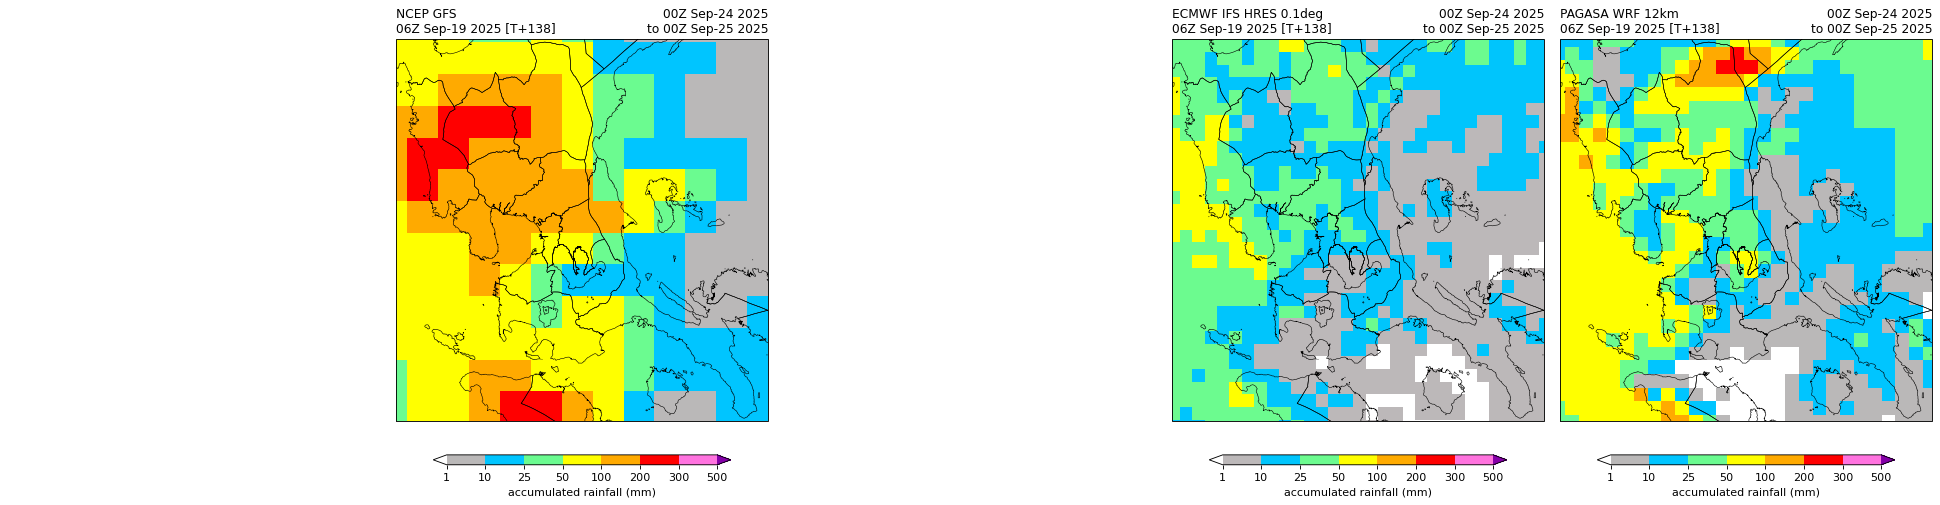 NCEP GFS 00Z Sep-24 2025
06Z Sep-19 2025 [T+138] to 00Z Sep-25 2025
1 10 25 50 100 200 300 500
accumulated rainfall (mm)
ECMWF IFS HRES 0.1deg 00Z Sep-24 2025
06Z Sep-19 2025 [T+138] to 00Z Sep-25 2025
1 10 25 50 100 200 300 500
accumulated rainfall (mm)
PAGASA WRF 12km 00Z Sep-24 2025
06Z Sep-19 2025 [T+138] to 00Z Sep-25 2025
1 10 25 50 100 200 300 500
accumulated rainfall (mm)